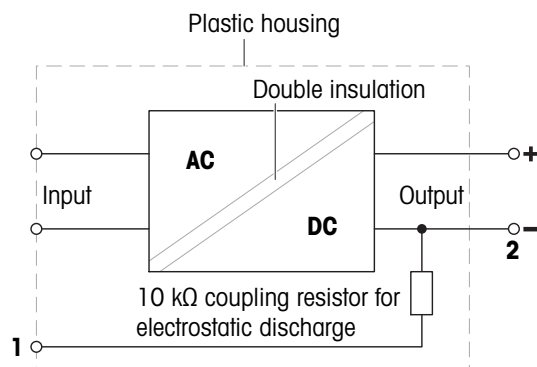 Plastic housing
Double insulation
AC
+
Input
Output
DC
–
2
10 kΩ coupling resistor for
electrostatic discharge
1